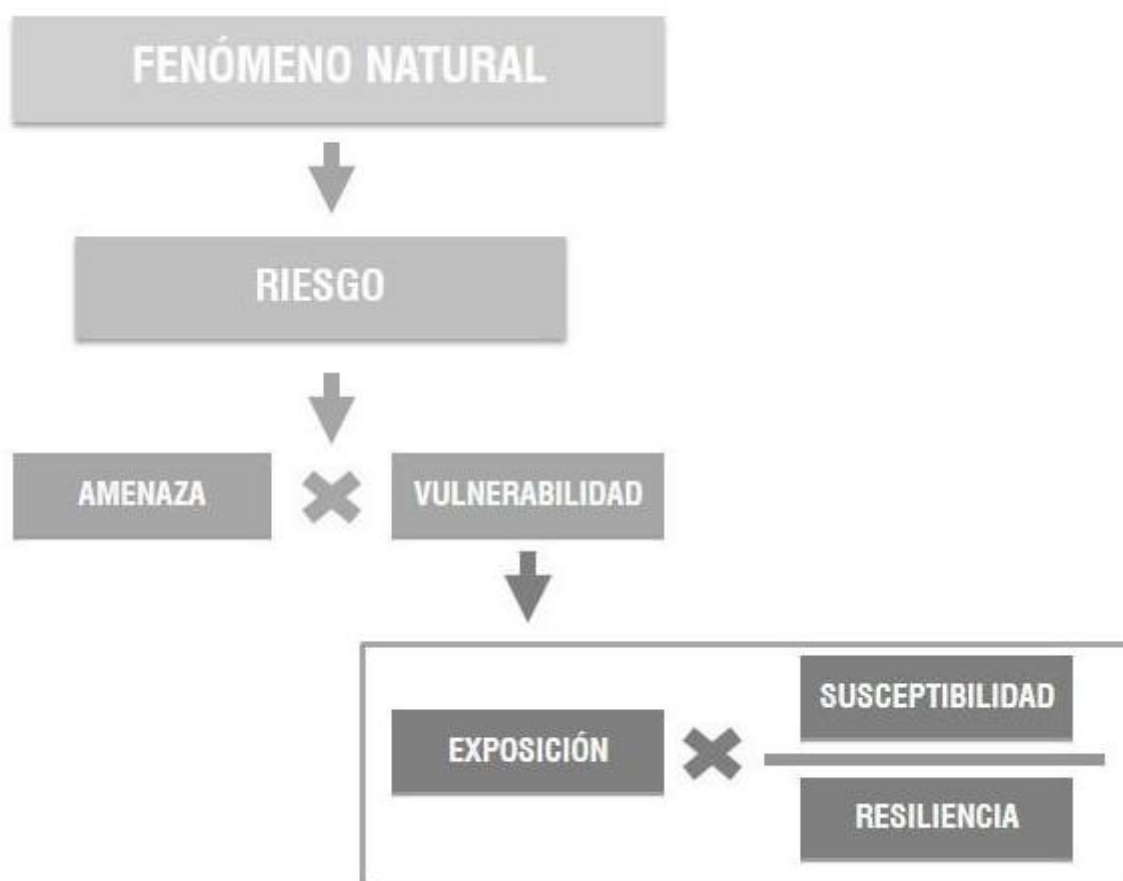 FENÓMENO NATURAL
RIESGO
AMENAZA
VULNERABILIDAD
EXPOSICIÓN
SUSCEPTIBILIDAD
RESILIENCIA